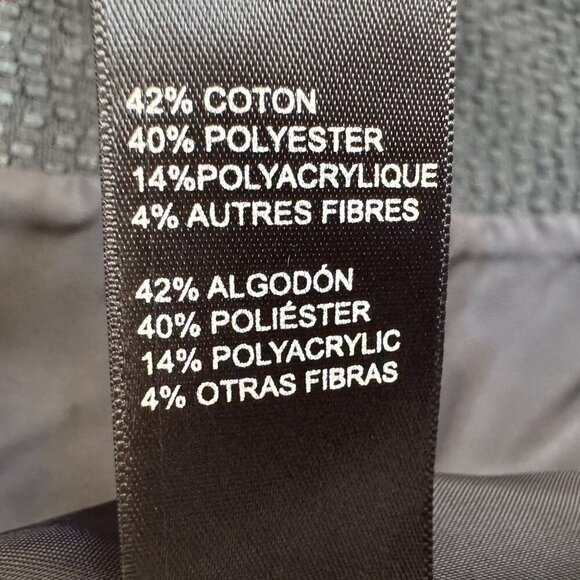 42% COTON
40% POLYESTER
14%POLYACRYLIQUE
4% AUTRES FIBRES
42% ALGODÓN
40% POLIÉSTER
14% POLYACRYLIC
4% OTRAS FIBRAS